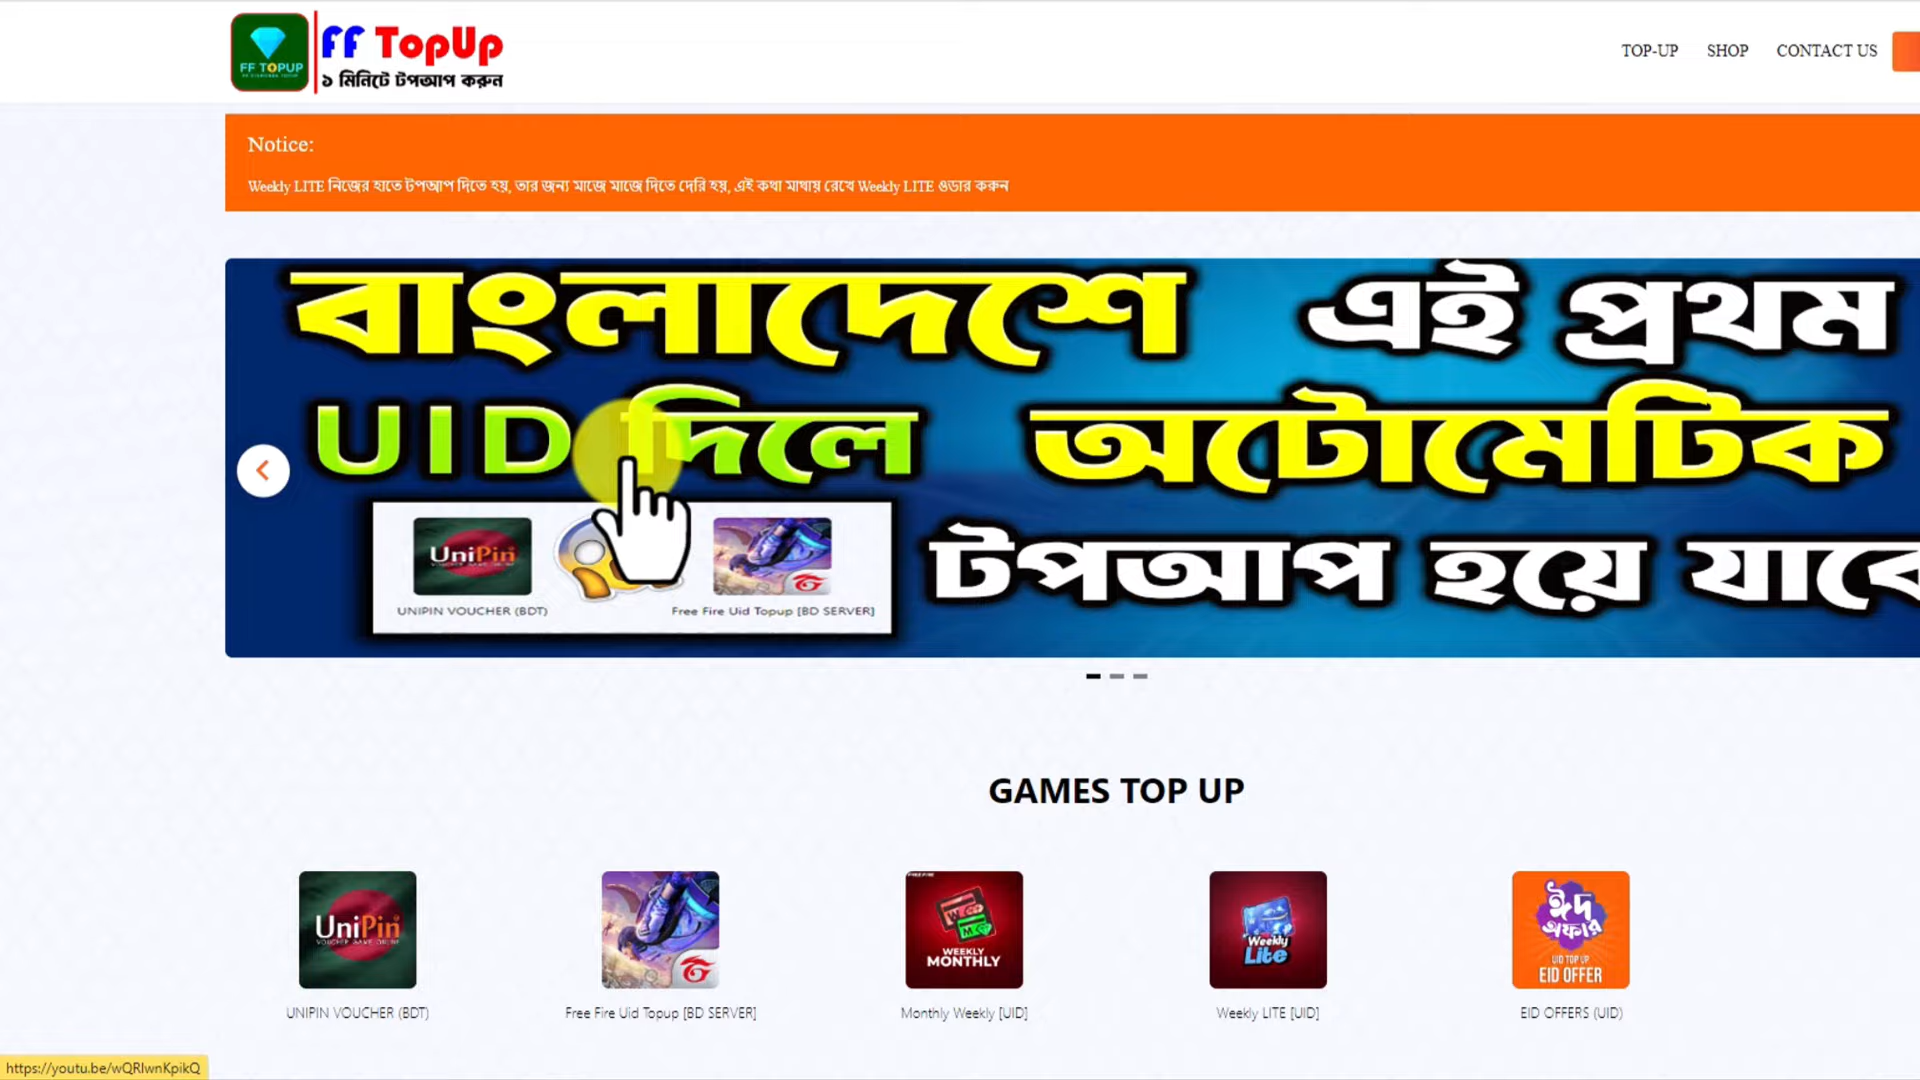 FF TOPUP
FF TopUp
১ মিনিটে টপআপ করুন
TOP-UP SHOP CONTACT US
Notice:
Weekly LITE নিজের হাতে টপআপ দিতে হয়, তার জন্য মাজে মাজে দিতে দেরি হয়, এই কথা মাথায় রেখে Weekly LITE ওডার করুন
বাংলাদেশে এই প্রথম
UID দিলে অটোমেটিক
টপআপ হয়ে যাবে
UniPin
UNIPIN VOUCHER (BDT) Free Fire Uid Topup [BD SERVER]
GAMES TOP UP
UniPin
FREE FIRE
WEEKLY
MONTHLY
Weekly
Lite
ঈদ
অফার
UID TOP UP
EID OFFER
UNIPIN VOUCHER (BDT) Free Fire Uid Topup [BD SERVER] Monthly Weekly [UID] Weekly LITE [UID] EID OFFERS (UID)
https://youtu.be/wQRlwnKpikQ